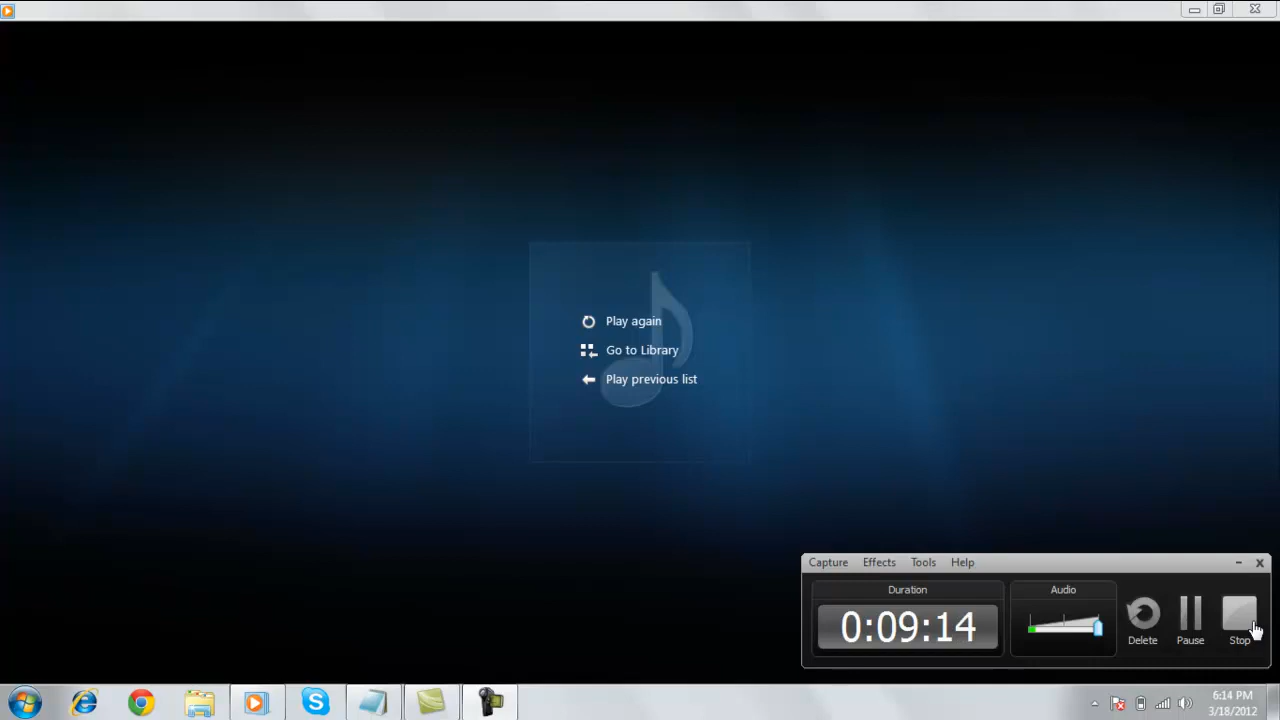 Play again
Go to Library
Play previous list
Capture Effects Tools Help
Duration
Audio
0:09:14
Delete
Pause
Stop
6:14 PM
3/18/2012